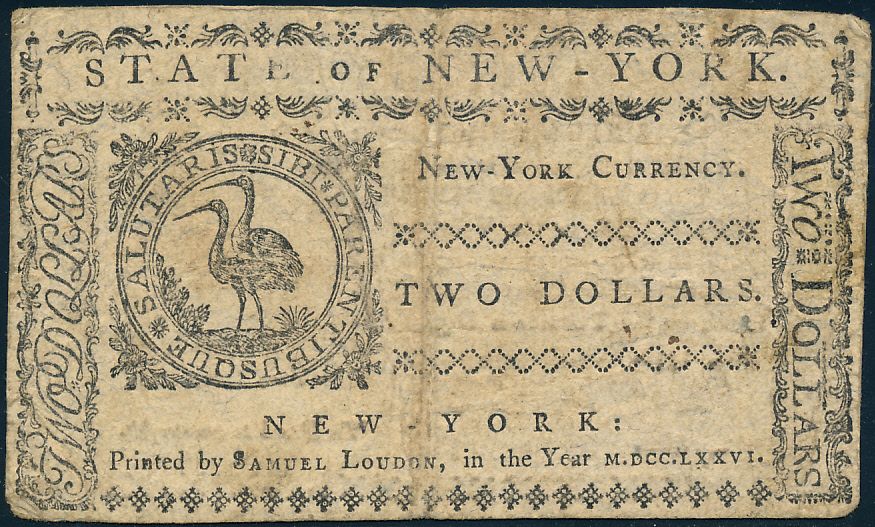 STATE OF NEW-YORK.
TWO DOLLARS
SALUTARIS SIBI PARENTIBUSQUE
NEW-YORK CURRENCY.
TWO DOLLARS.
NEW-YORK:
Printed by SAMUEL LOUDON, in the Year M.DCC.LXXVI.
TWO DOLLARS